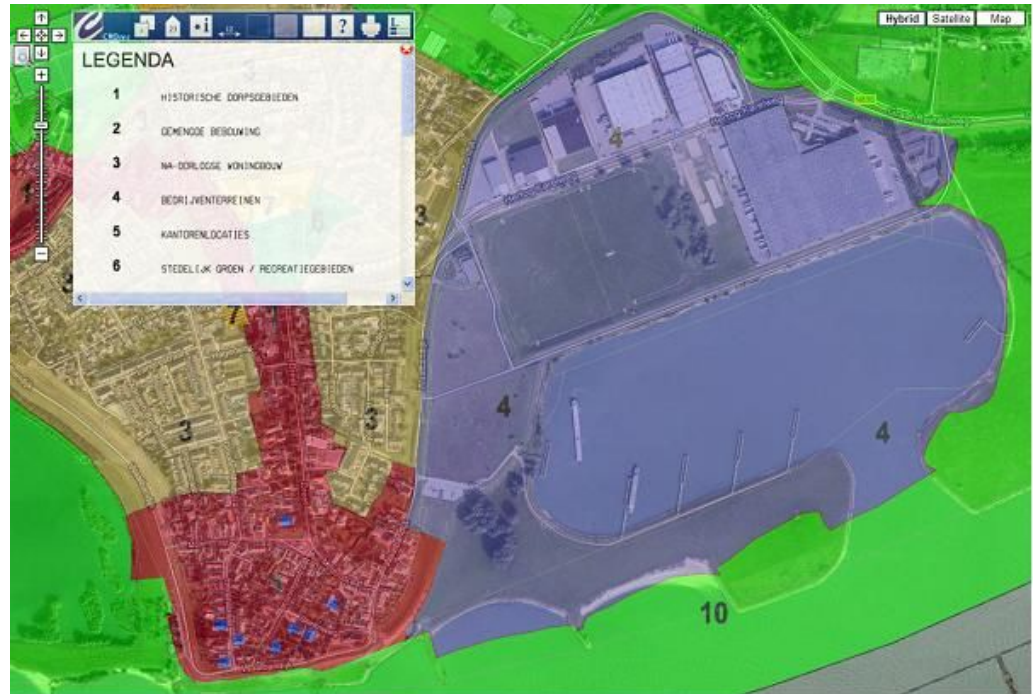 Hybrid Satellite Map
LEGENDA
1 HISTORISCHE DORPSGEBIEDEN
2 GEMENGDE BEBOUWING
3 NA-OORLOGSE WONINGBOUW
4 BEDRIJVENTERREINEN
5 KANTORENLOCATIES
6 STEDELIJK GROEN / RECREATIEGEBIEDEN
4
3
7
3
3
4
4
10